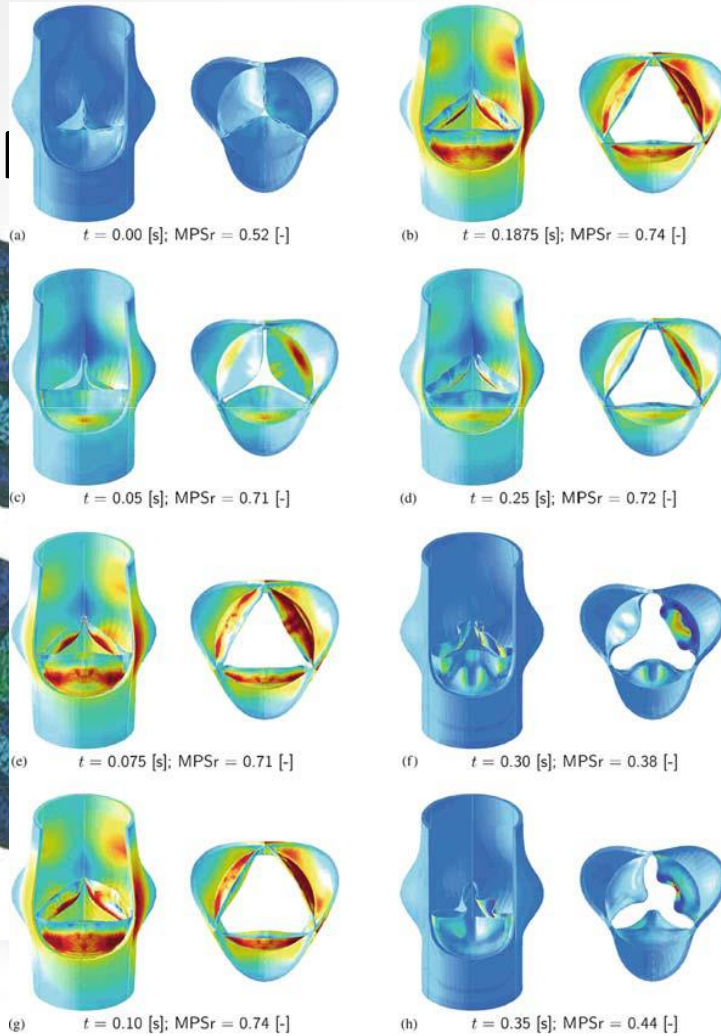 (a) t = 0.00 [s]; MPSr = 0.52 [-]
(b) t = 0.1875 [s]; MPSr = 0.74 [-]
(c) t = 0.05 [s]; MPSr = 0.71 [-]
(d) t = 0.25 [s]; MPSr = 0.72 [-]
(e) t = 0.075 [s]; MPSr = 0.71 [-]
(f) t = 0.30 [s]; MPSr = 0.38 [-]
(g) t = 0.10 [s]; MPSr = 0.74 [-]
(h) t = 0.35 [s]; MPSr = 0.44 [-]